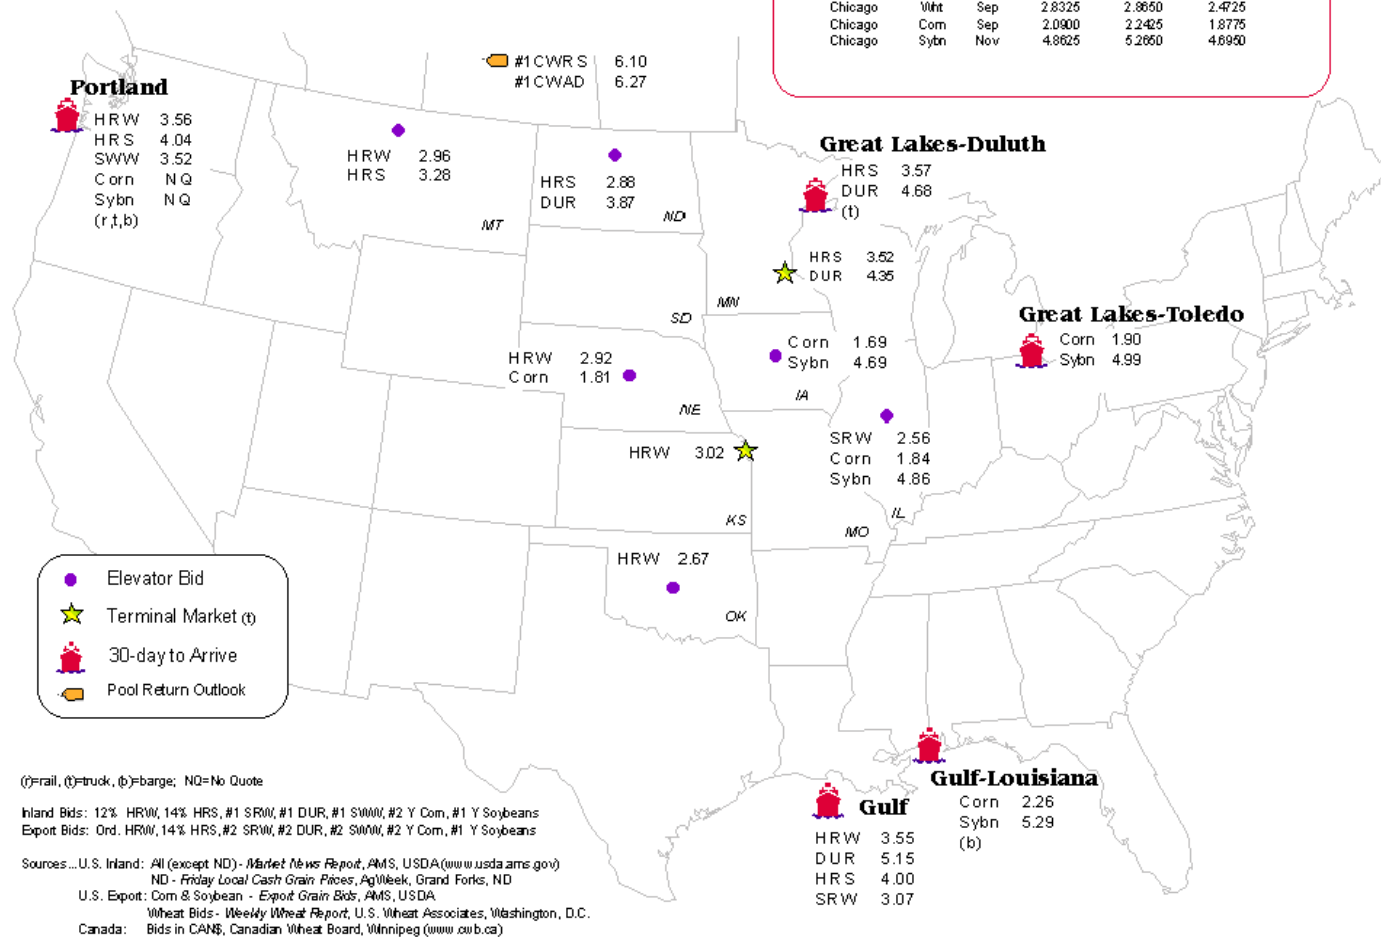 Chicago Wht Sep 2.8325 2.8650 2.4725
Chicago Corn Sep 2.0900 2.2425 1.8775
Chicago Sybn Nov 4.8625 5.2650 4.6950
#1 CWRS 6.10
#1 CWAD 6.27
Portland
HRW 3.56
HRS 4.04
SWW 3.52
Corn NQ
Sybn NQ
(r,t,b)
HRW 2.96
HRS 3.28
MT
HRS 2.88
DUR 3.87
ND
Great Lakes-Duluth
HRS 3.57
DUR 4.68
(t)
HRS 3.52
DUR 4.35
MN
SD
Great Lakes-Toledo
Corn 1.90
Sybn 4.99
Corn 1.69
Sybn 4.69
IA
HRW 2.92
Corn 1.81
NE
SRW 2.56
Corn 1.84
Sybn 4.86
IL
HRW 3.02
KS
MO
HRW 2.67
OK
Elevator Bid
Terminal Market (t)
30-day to Arrive
Pool Return Outlook
Gulf-Louisiana
Corn 2.26
Sybn 5.29
(b)
Gulf
HRW 3.55
DUR 5.15
HRS 4.00
SRW 3.07
(r)=rail, (t)=truck, (b)=barge; NQ=No Quote
Inland Bids: 12% HRW, 14% HRS, #1 SRW, #1 DUR, #1 SWW, #2 Y Corn, #1 Y Soybeans
Export Bids: Ord. HRW, 14% HRS, #2 SRW, #2 DUR, #2 SWW, #2 Y Corn, #1 Y Soybeans
Sources...U.S. Inland: All (except ND) - Market News Report, AMS, USDA (www.usda.ams.gov)
ND - Friday Local Cash Grain Prices, AgWeek, Grand Forks, ND
U.S. Export: Corn & Soybean - Export Grain Bids, AMS, USDA
Wheat Bids - Weekly Wheat Report, U.S. Wheat Associates, Washington, D.C.
Canada: Bids in CAN$, Canadian Wheat Board, Winnipeg (www.cwb.ca)